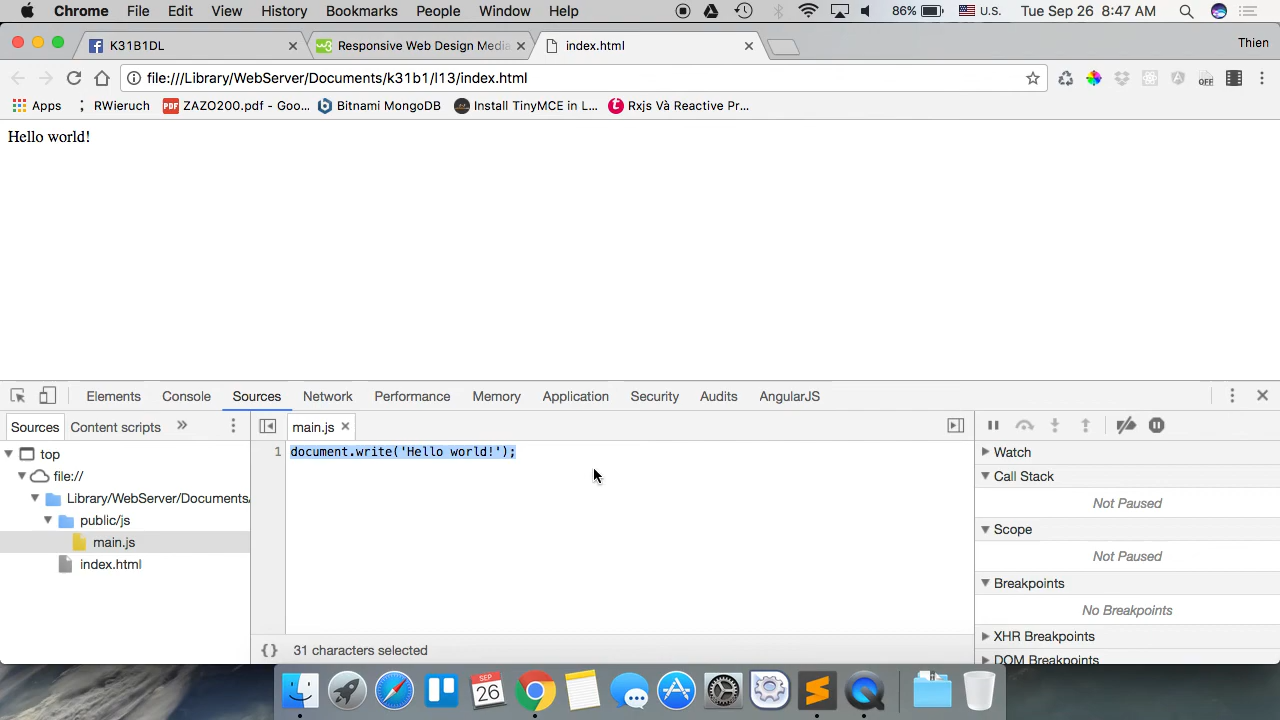 Chrome File Edit View History Bookmarks People Window Help 86% U.S. Tue Sep 26 8:47 AM
K31B1DL Responsive Web Design Media index.html Thien
file:///Library/WebServer/Documents/k31b1/l13/index.html OFF
Apps RWieruch PDF ZAZO200.pdf - Goo... Bitnami MongoDB Install TinyMCE in L... Rxjs Và Reactive Pr...
Hello world!
Elements Console Sources Network Performance Memory Application Security Audits AngularJS
Sources Content scripts » main.js
top
file://
Library/WebServer/Documents/
public/js
main.js
index.html
1 document.write('Hello world!');
{} 31 characters selected
Watch
Call Stack
Not Paused
Scope
Not Paused
Breakpoints
No Breakpoints
XHR Breakpoints
DOM Breakpoints
SEP
26